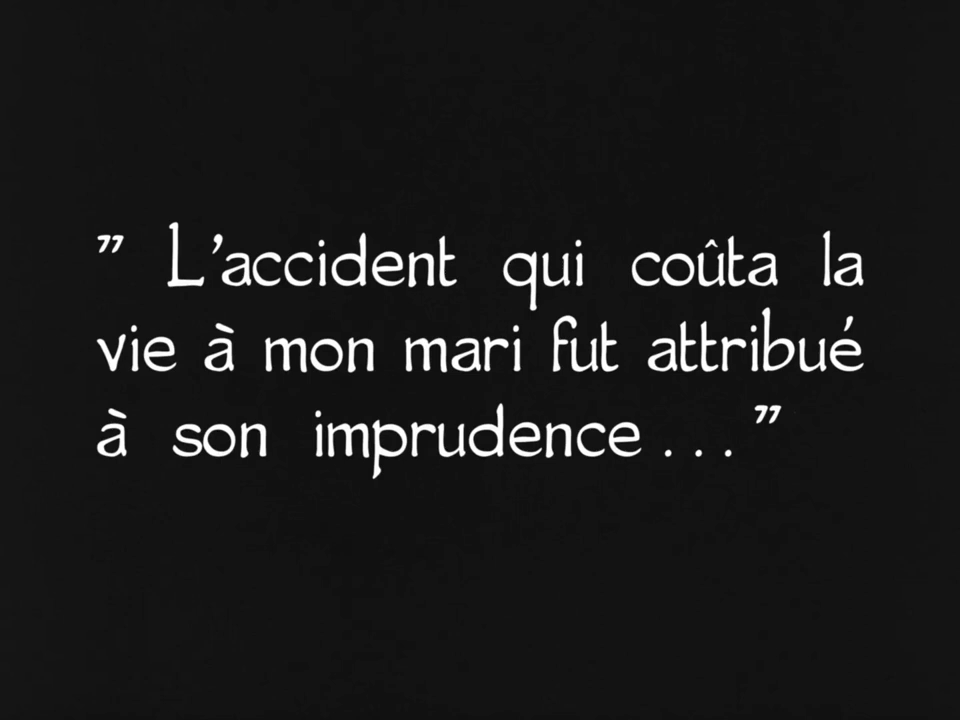 ” L’accident qui coûta la
vie à mon mari fut attribué
à son imprudence...”